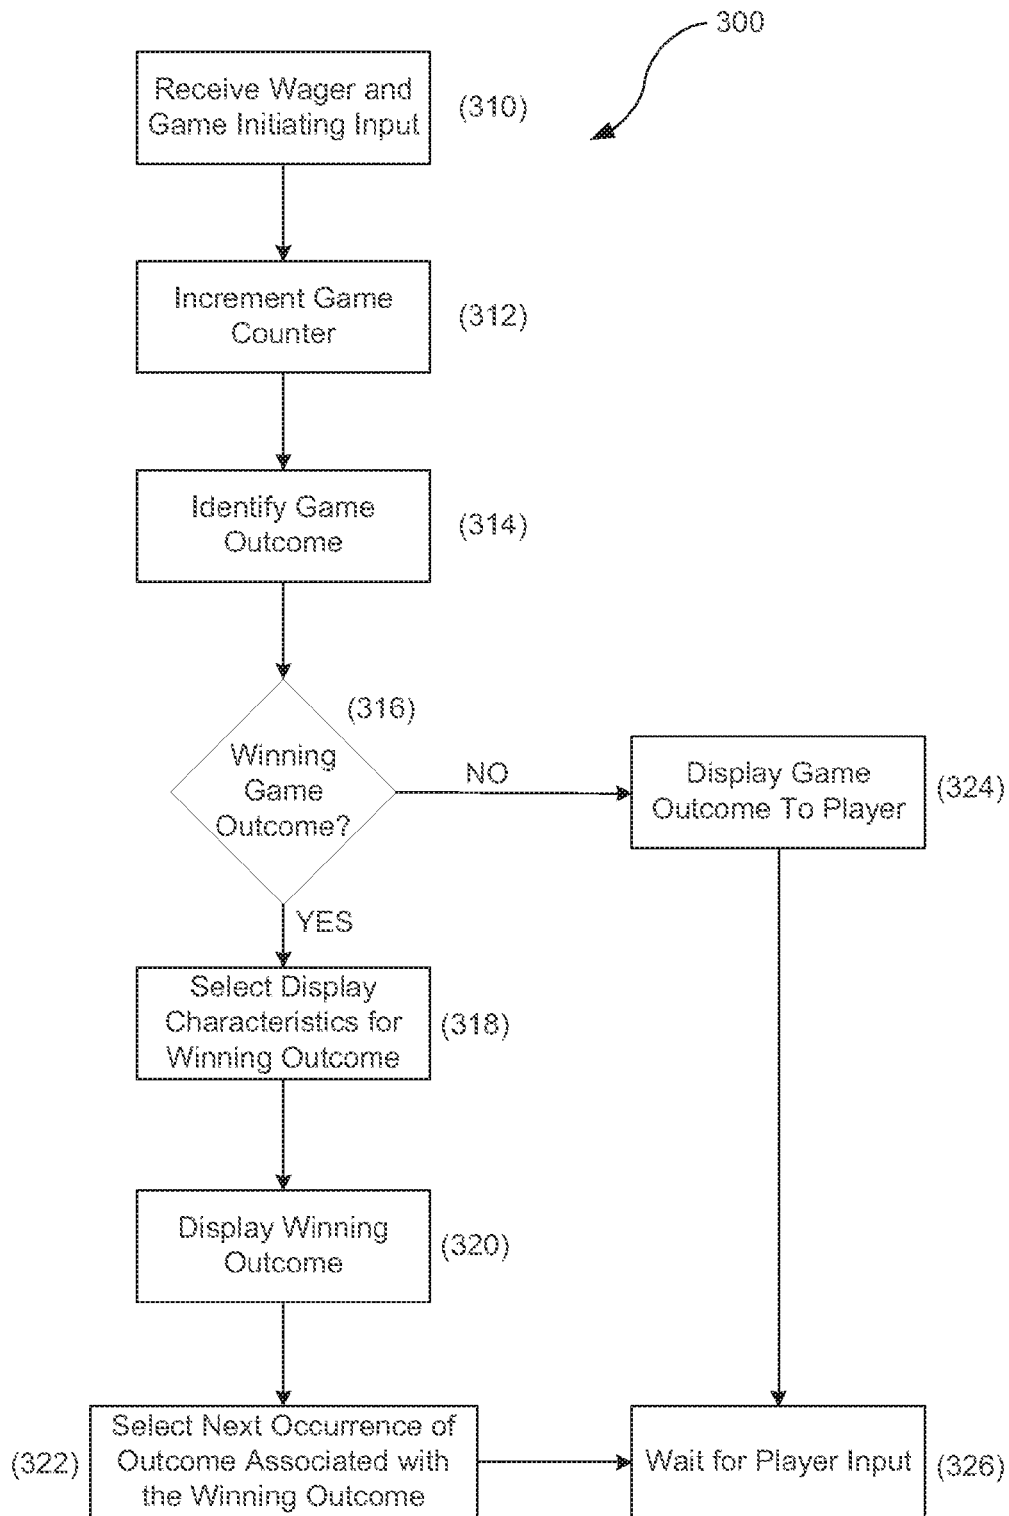 300
Receive Wager and
Game Initiating Input
(310)
Increment Game
Counter
(312)
Identify Game
Outcome
(314)
(316)
Winning
Game
Outcome?
NO
Display Game
Outcome To Player
(324)
YES
Select Display
Characteristics for
Winning Outcome
(318)
Display Winning
Outcome
(320)
Select Next Occurrence of
Outcome Associated with
the Winning Outcome
(322)
Wait for Player Input
(326)